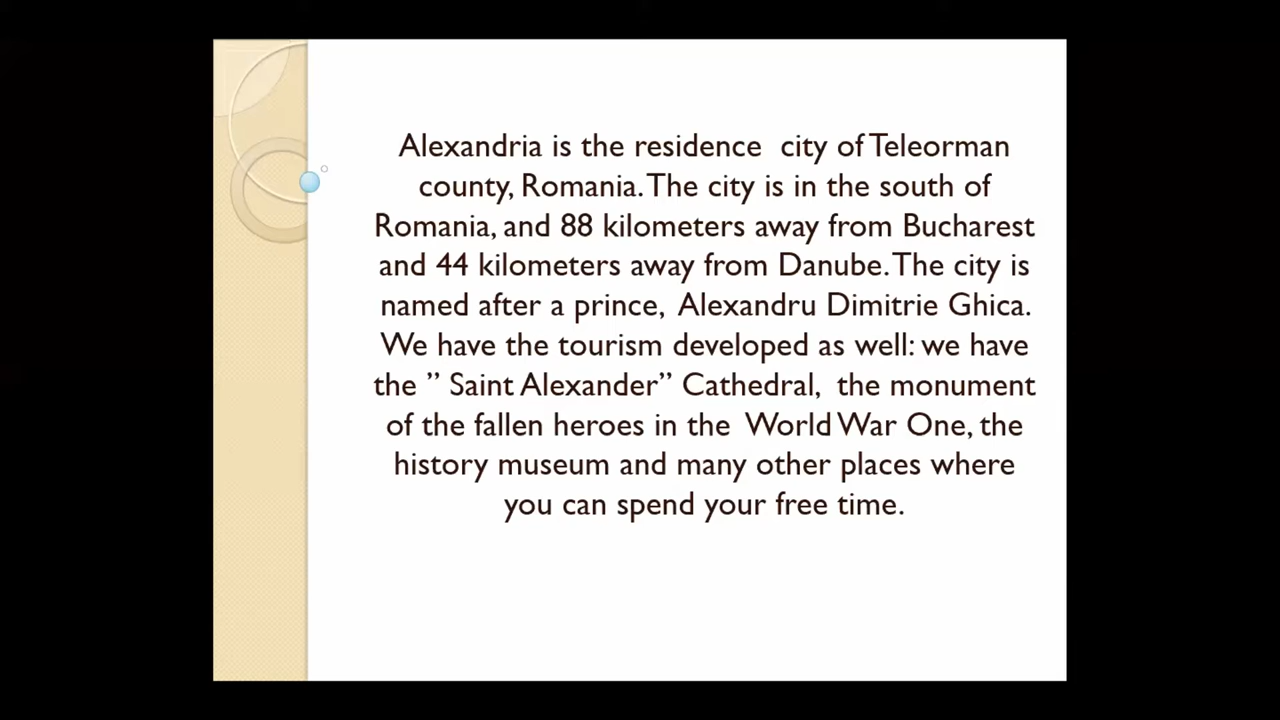 Alexandria is the residence  city of Teleorman
county, Romania. The city is in the south of
Romania, and 88 kilometers away from Bucharest
and 44 kilometers away from Danube. The city is
named after a prince,  Alexandru Dimitrie Ghica.
We have the tourism developed as well: we have
the ” Saint Alexander” Cathedral,  the monument
of the fallen heroes in the  World War One, the
history museum and many other places where
you can spend your free time.